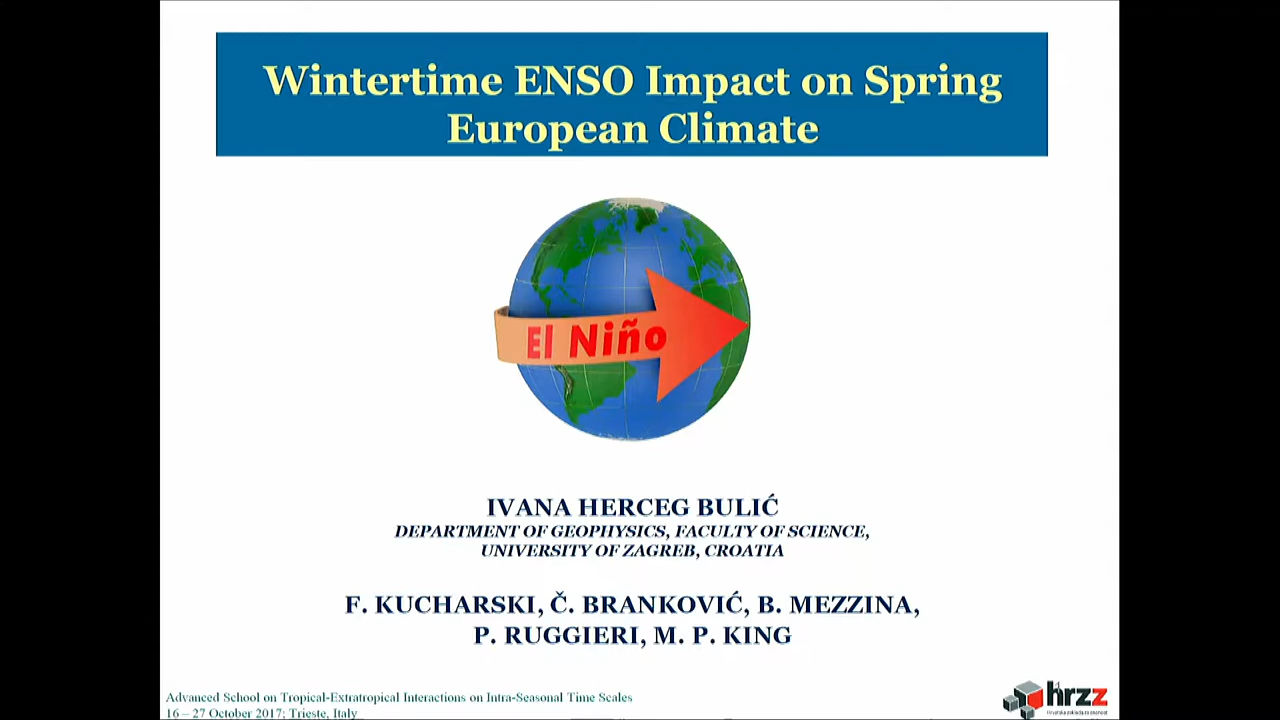 Wintertime ENSO Impact on Spring
European Climate
El Niño
IVANA HERCEG BULIĆ
DEPARTMENT OF GEOPHYSICS, FACULTY OF SCIENCE,
UNIVERSITY OF ZAGREB, CROATIA
F. KUCHARSKI, Č. BRANKOVIĆ, B. MEZZINA,
P. RUGGIERI, M. P. KING
Advanced School on Tropical-Extratropical Interactions on Intra-Seasonal Time Scales
16 – 27 October 2017; Trieste, Italy
hrzz